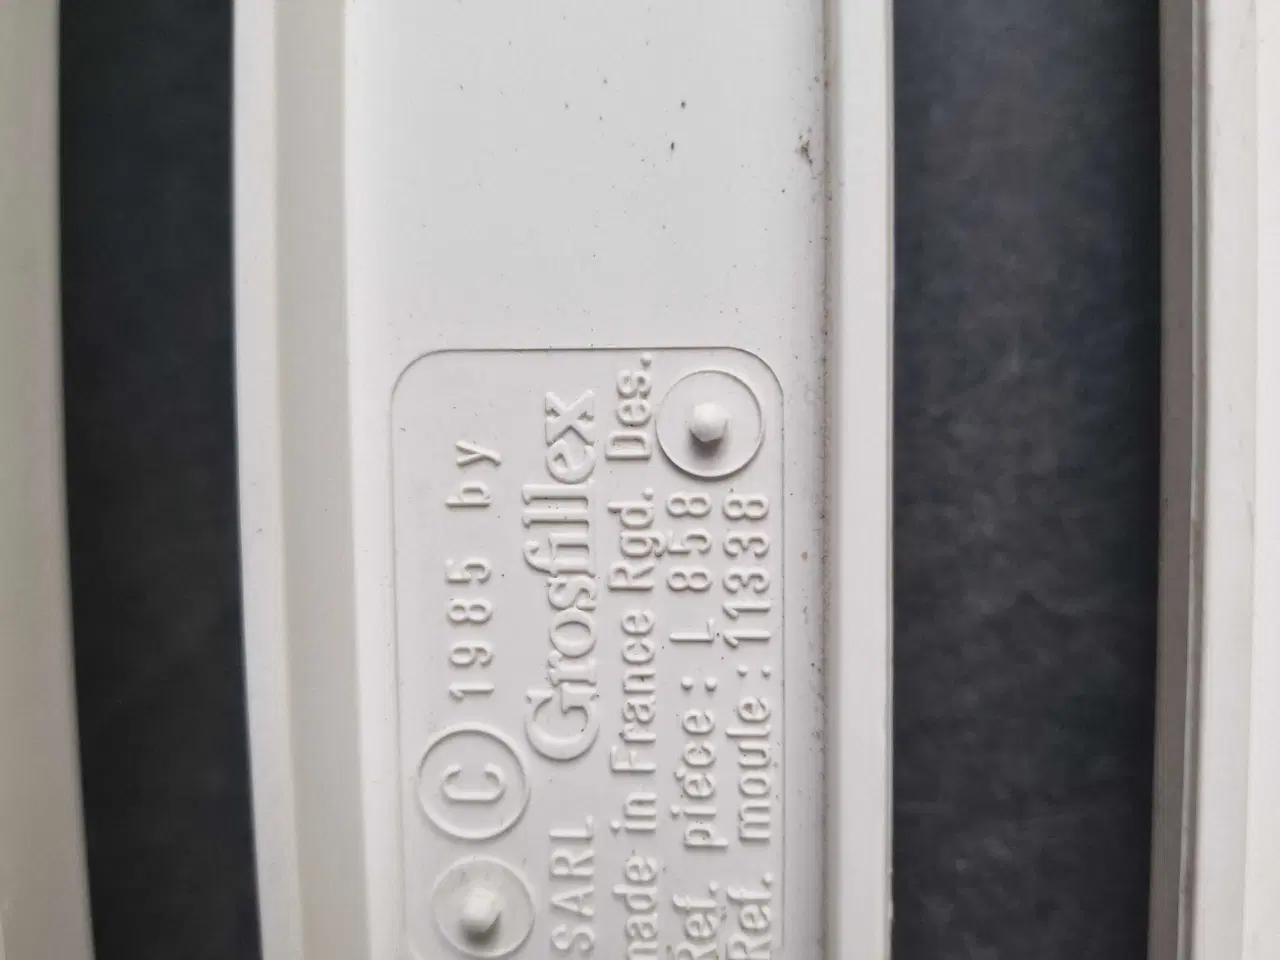 © 1985 by
SARL Grosfillex
made in France Rgd. Des.
Ref. pièce : L 858
Ref. moule : 11338